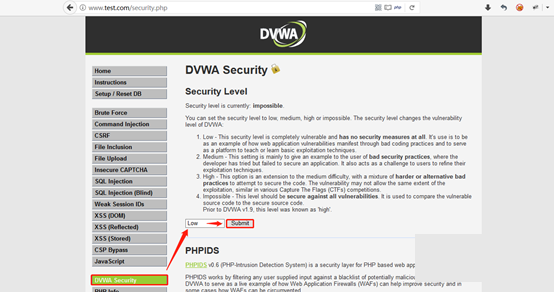 www.test.com/security.php
php
DVWA
Home
Instructions
Setup / Reset DB
Brute Force
Command Injection
CSRF
File Inclusion
File Upload
Insecure CAPTCHA
SQL Injection
SQL Injection (Blind)
Weak Session IDs
XSS (DOM)
XSS (Reflected)
XSS (Stored)
CSP Bypass
JavaScript
DVWA Security
PHP Info
DVWA Security
Security Level
Security level is currently: impossible.
You can set the security level to low, medium, high or impossible. The security level changes the vulnerability
level of DVWA:
1. Low - This security level is completely vulnerable and has no security measures at all. It's use is to be
as an example of how web application vulnerabilities manifest through bad coding practices and to serve
as a platform to teach or learn basic exploitation techniques.
2. Medium - This setting is mainly to give an example to the user of bad security practices, where the
developer has tried but failed to secure an application. It also acts as a challenge to users to refine their
exploitation techniques.
3. High - This option is an extension to the medium difficulty, with a mixture of harder or alternative bad
practices to attempt to secure the code. The vulnerability may not allow the same extent of the
exploitation, similar in various Capture The Flags (CTFs) competitions.
4. Impossible - This level should be secure against all vulnerabilities. It is used to compare the vulnerable
source code to the secure source code.
Prior to DVWA v1.9, this level was known as 'high'.
Low
Submit
PHPIDS
PHPIDS v0.6 (PHP-Intrusion Detection System) is a security layer for PHP based web app
PHPIDS works by filtering any user supplied input against a blacklist of potentially maliciou
DVWA to serve as a live example of how Web Application Firewalls (WAFs) can help improve security and in
some cases how WAFs can be circumvented.